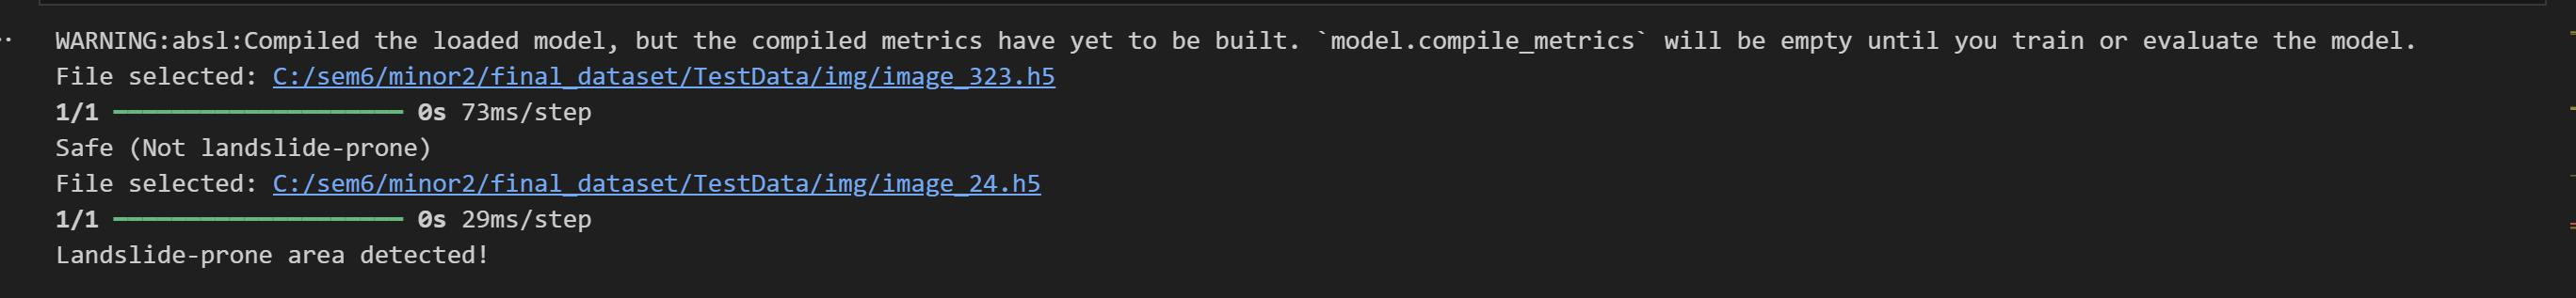 WARNING:absl:Compiled the loaded model, but the compiled metrics have yet to be built. `model.compile_metrics` will be empty until you train or evaluate the model.
File selected: C:/sem6/minor2/final_dataset/TestData/img/image_323.h5
1/1 ━━━━━━━━━━━━━━━━━━━━ 0s 73ms/step
Safe (Not landslide-prone)
File selected: C:/sem6/minor2/final_dataset/TestData/img/image_24.h5
1/1 ━━━━━━━━━━━━━━━━━━━━ 0s 29ms/step
Landslide-prone area detected!